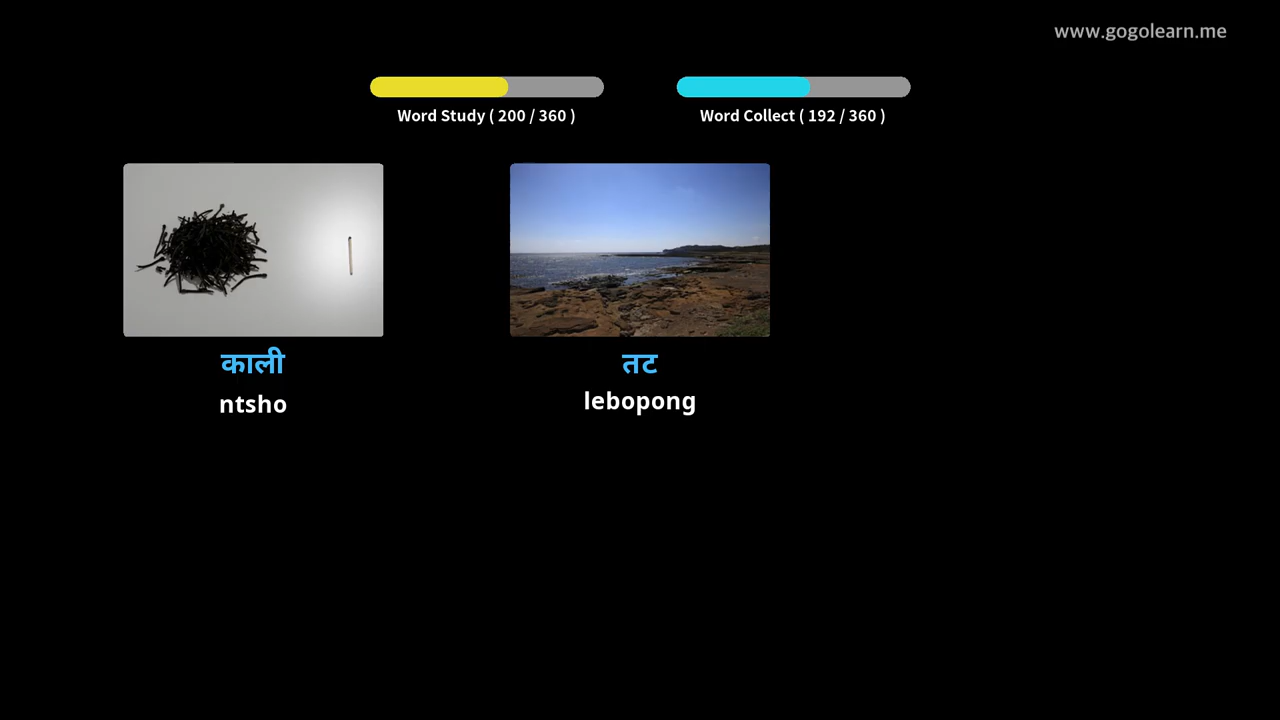 www.gogolearn.me
Word Study ( 200 / 360 )
Word Collect ( 192 / 360 )
काली
ntsho
तट
lebopong